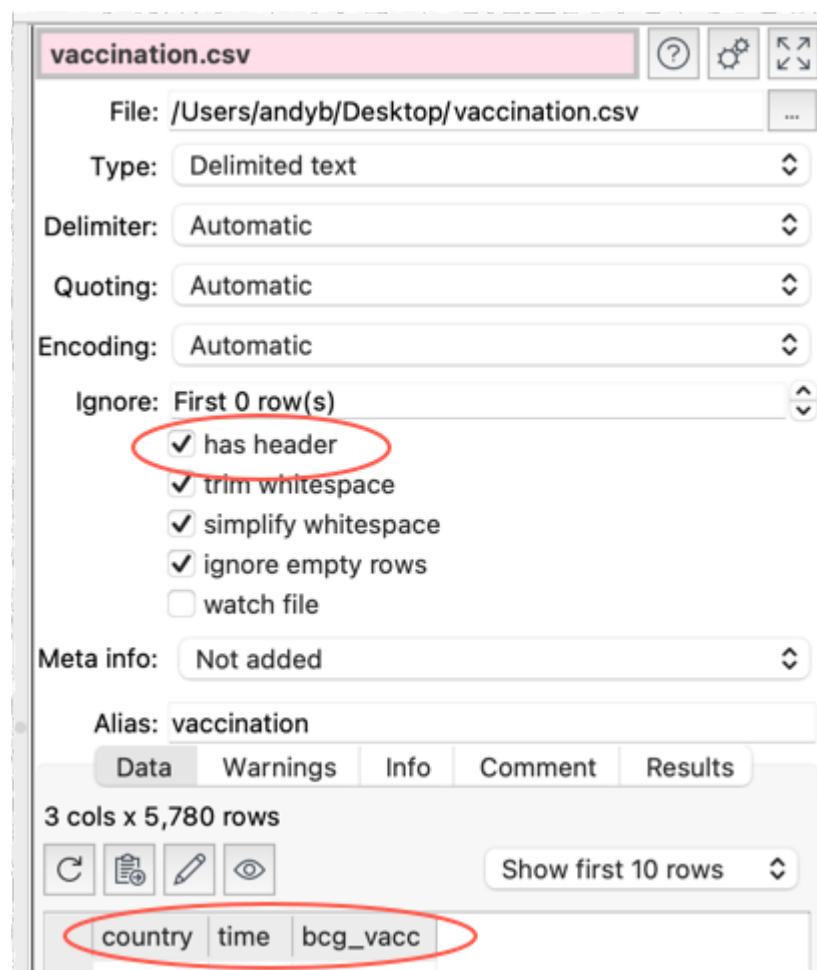 vaccination.csv
File: /Users/andyb/Desktop/vaccination.csv ...
Type: Delimited text
Delimiter: Automatic
Quoting: Automatic
Encoding: Automatic
Ignore: First 0 row(s)
has header
trim whitespace
simplify whitespace
ignore empty rows
watch file
Meta info: Not added
Alias: vaccination
Data Warnings Info Comment Results
3 cols x 5,780 rows
Show first 10 rows
country time bcg_vacc